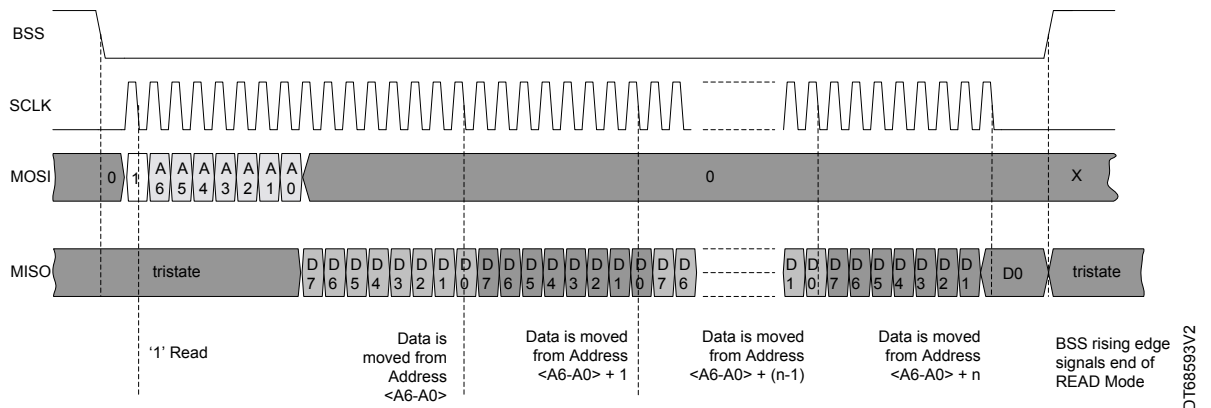 BSS
SCLK
MOSI
0
1
A 6
A 5
A 4
A 3
A 2
A 1
A 0
0
X
MISO
tristate
D 7
D 6
D 5
D 4
D 3
D 2
D 1
D 0
D 7
D 6
D 5
D 4
D 3
D 2
D 1
D 0
D 7
D 6
D 1
D 0
D 7
D 6
D 5
D 4
D 3
D 2
D 1
D0
tristate
‘1’ Read
Data is
moved from
Address
<A6-A0>
Data is moved
from Address
<A6-A0> + 1
Data is moved
from Address
<A6-A0> + (n-1)
Data is moved
from Address
<A6-A0> + n
BSS rising edge
signals end of
READ Mode
DT68593V2